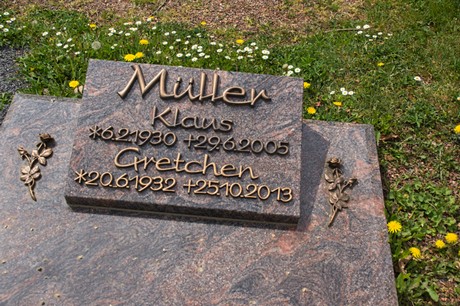 Müller
Klaus
*6.2.1930 +29.6.2005
Gretchen
*20.6.1932 +25.10.2013